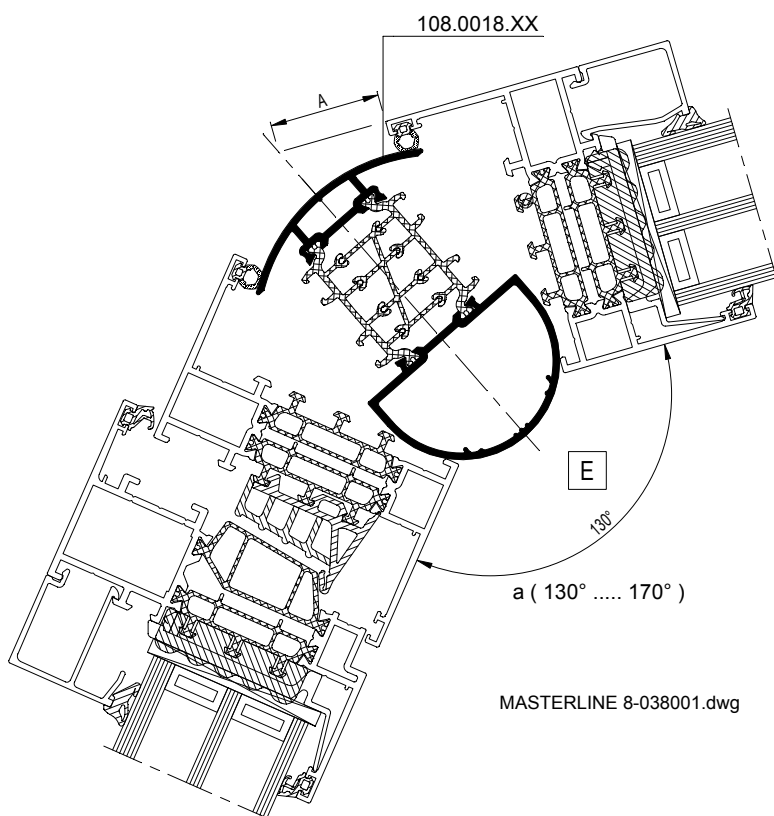 108.0018.XX
A
E
130°
a ( 130° ..... 170° )
MASTERLINE 8-038001.dwg